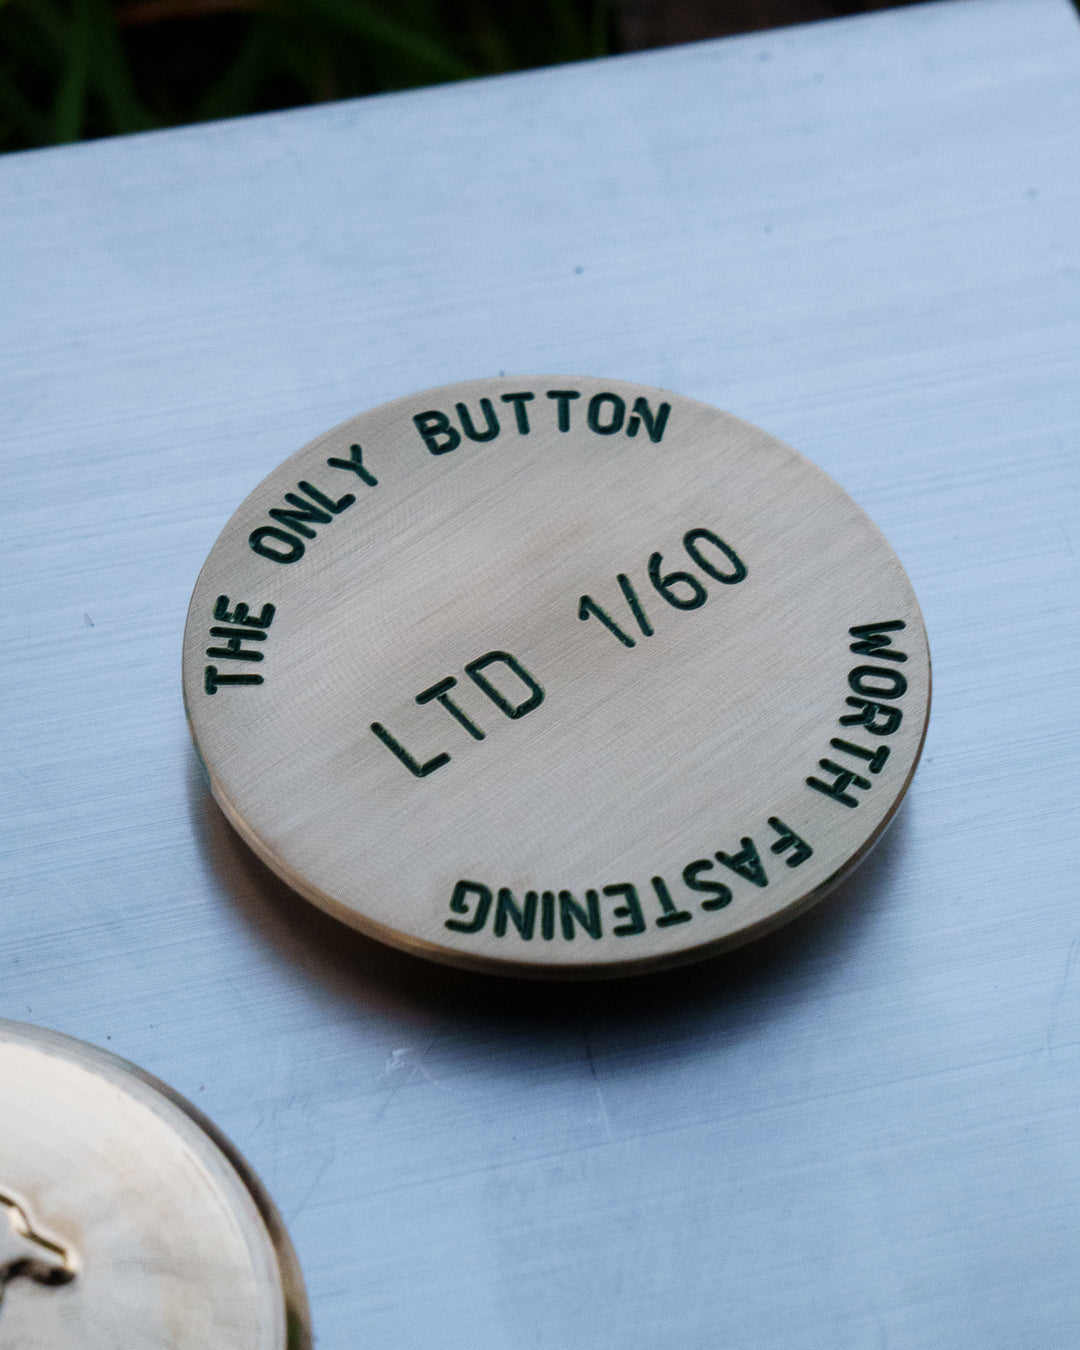 THE ONLY BUTTON
WORTH FASTENING
LTD 1/60